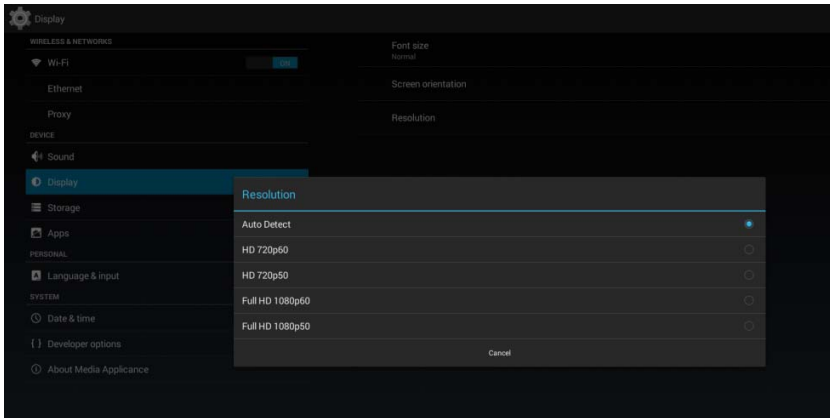 Display
WIRELESS & NETWORKS
Wi-Fi
ON
Ethernet
Proxy
DEVICE
Sound
Display
Storage
Apps
PERSONAL
Language & input
SYSTEM
Date & time
Developer options
About Media Applicance
Font size
Normal
Screen orientation
Resolution
Resolution
Auto Detect
HD 720p60
HD 720p50
Full HD 1080p60
Full HD 1080p50
Cancel